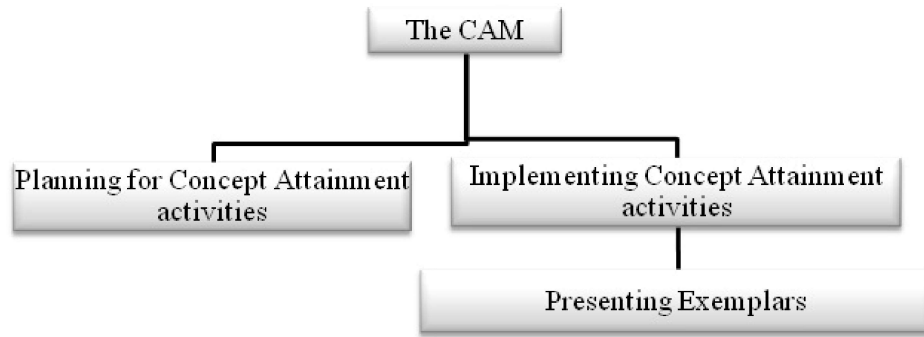 The CAM
Planning for Concept Attainment
activities
Implementing Concept Attainment
activities
Presenting Exemplars